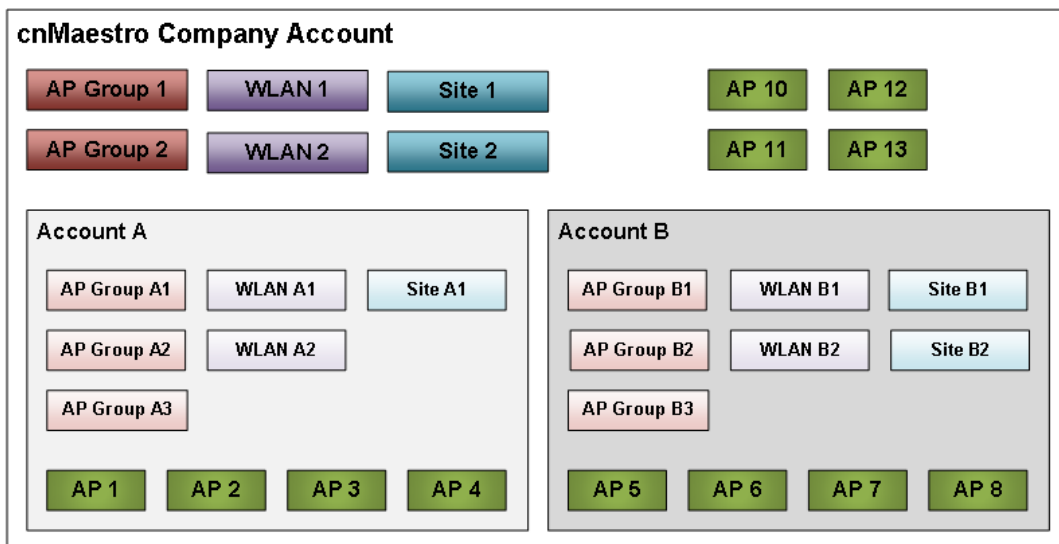 cnMaestro Company Account
AP Group 1 WLAN 1 Site 1 AP 10 AP 12
AP Group 2 WLAN 2 Site 2 AP 11 AP 13
Account A
AP Group A1 WLAN A1 Site A1
AP Group A2 WLAN A2
AP Group A3
AP 1 AP 2 AP 3 AP 4
Account B
AP Group B1 WLAN B1 Site B1
AP Group B2 WLAN B2 Site B2
AP Group B3
AP 5 AP 6 AP 7 AP 8